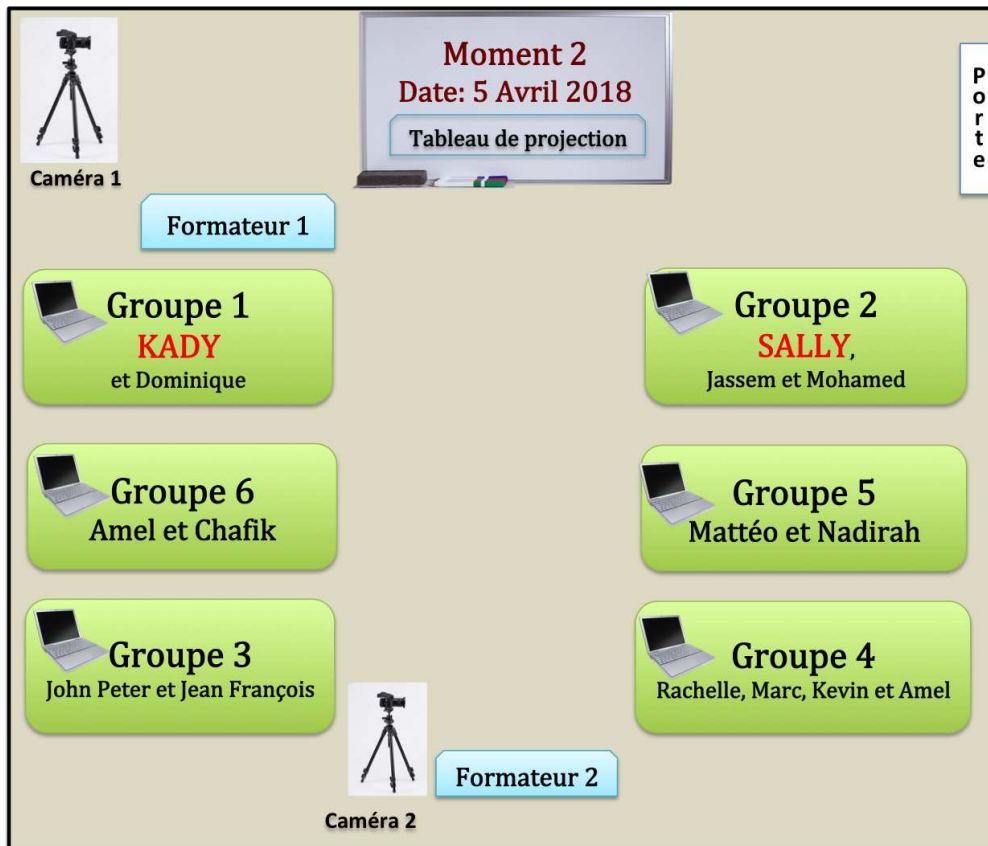 Moment 2
Date: 5 Avril 2018
Tableau de projection
Porte
Caméra 1
Formateur 1
Groupe 1
KADY
et Dominique
Groupe 2
SALLY,
Jassem et Mohamed
Groupe 6
Amel et Chafik
Groupe 5
Mattéo et Nadirah
Groupe 3
John Peter et Jean François
Groupe 4
Rachelle, Marc, Kevin et Amel
Formateur 2
Caméra 2